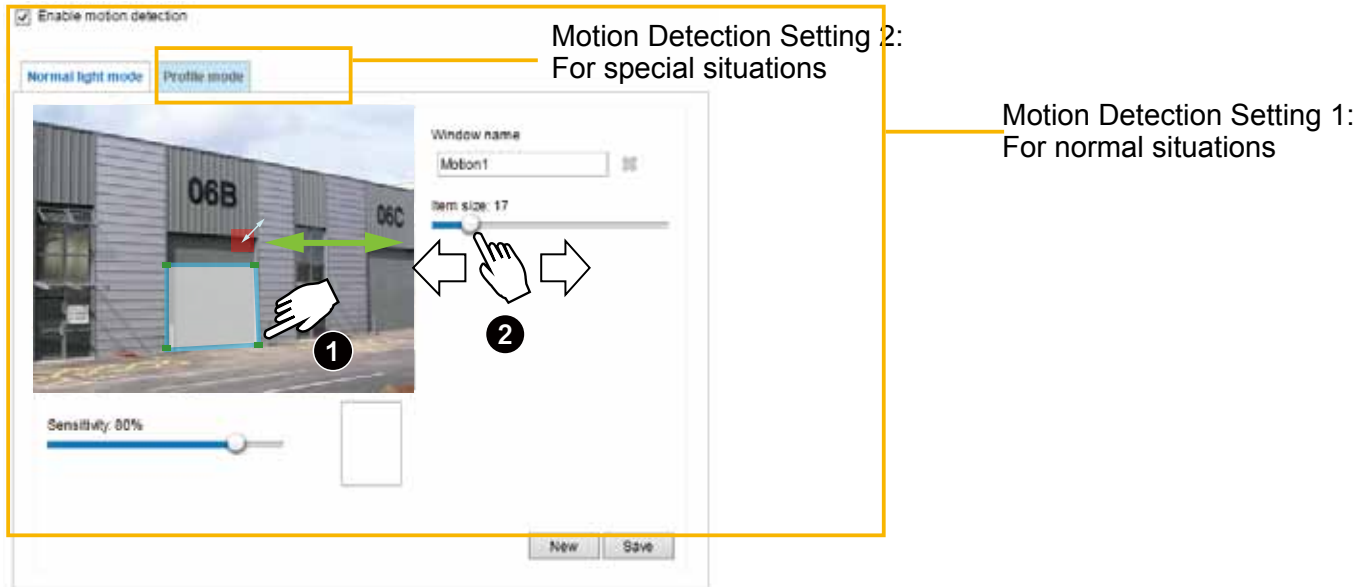 Enable motion detection
Motion Detection Setting 2:
For special situations
Normal light mode
Profile mode
Motion Detection Setting 1:
For normal situations
Window name
Motion1
06B
06C
Item size: 17
1
2
Sensitivity: 80%
New
Save